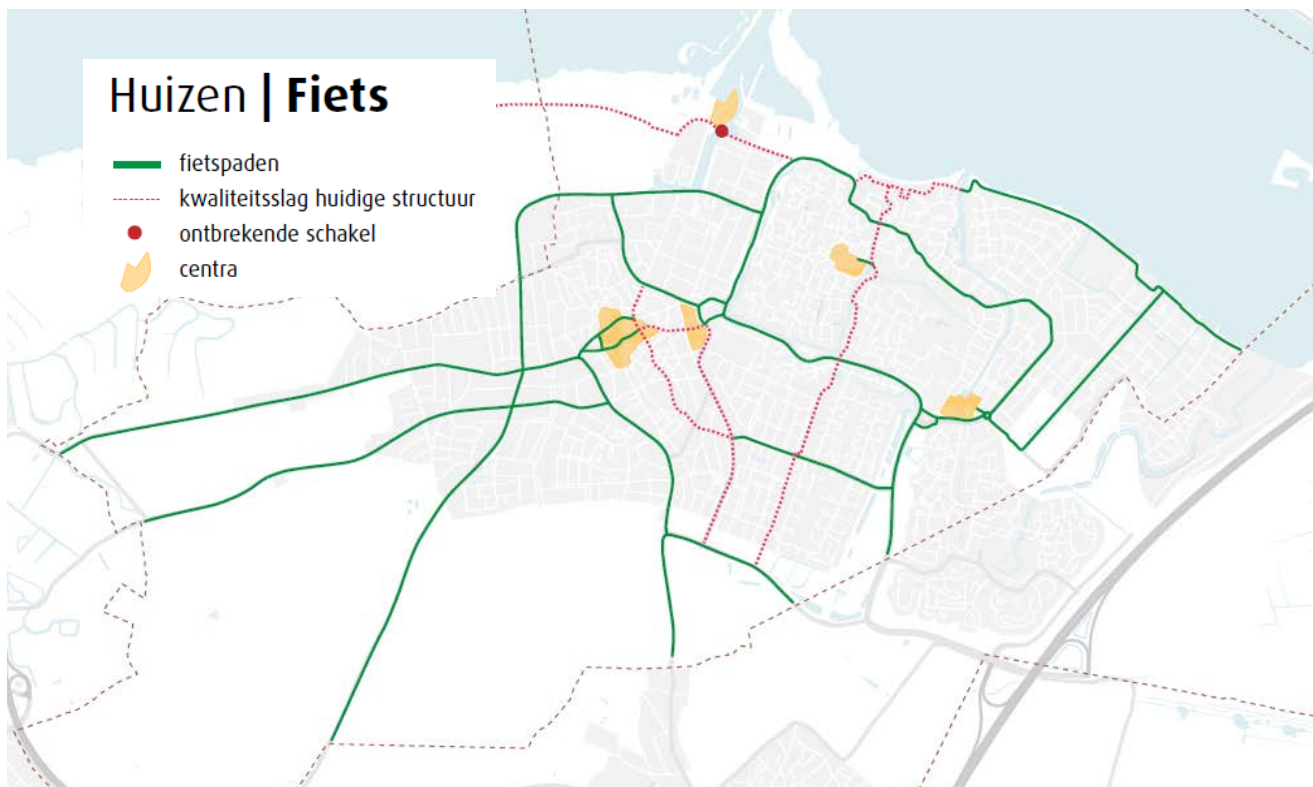 Huizen | Fiets
fietspaden
kwaliteitsslag huidige structuur
ontbrekende schakel
centra